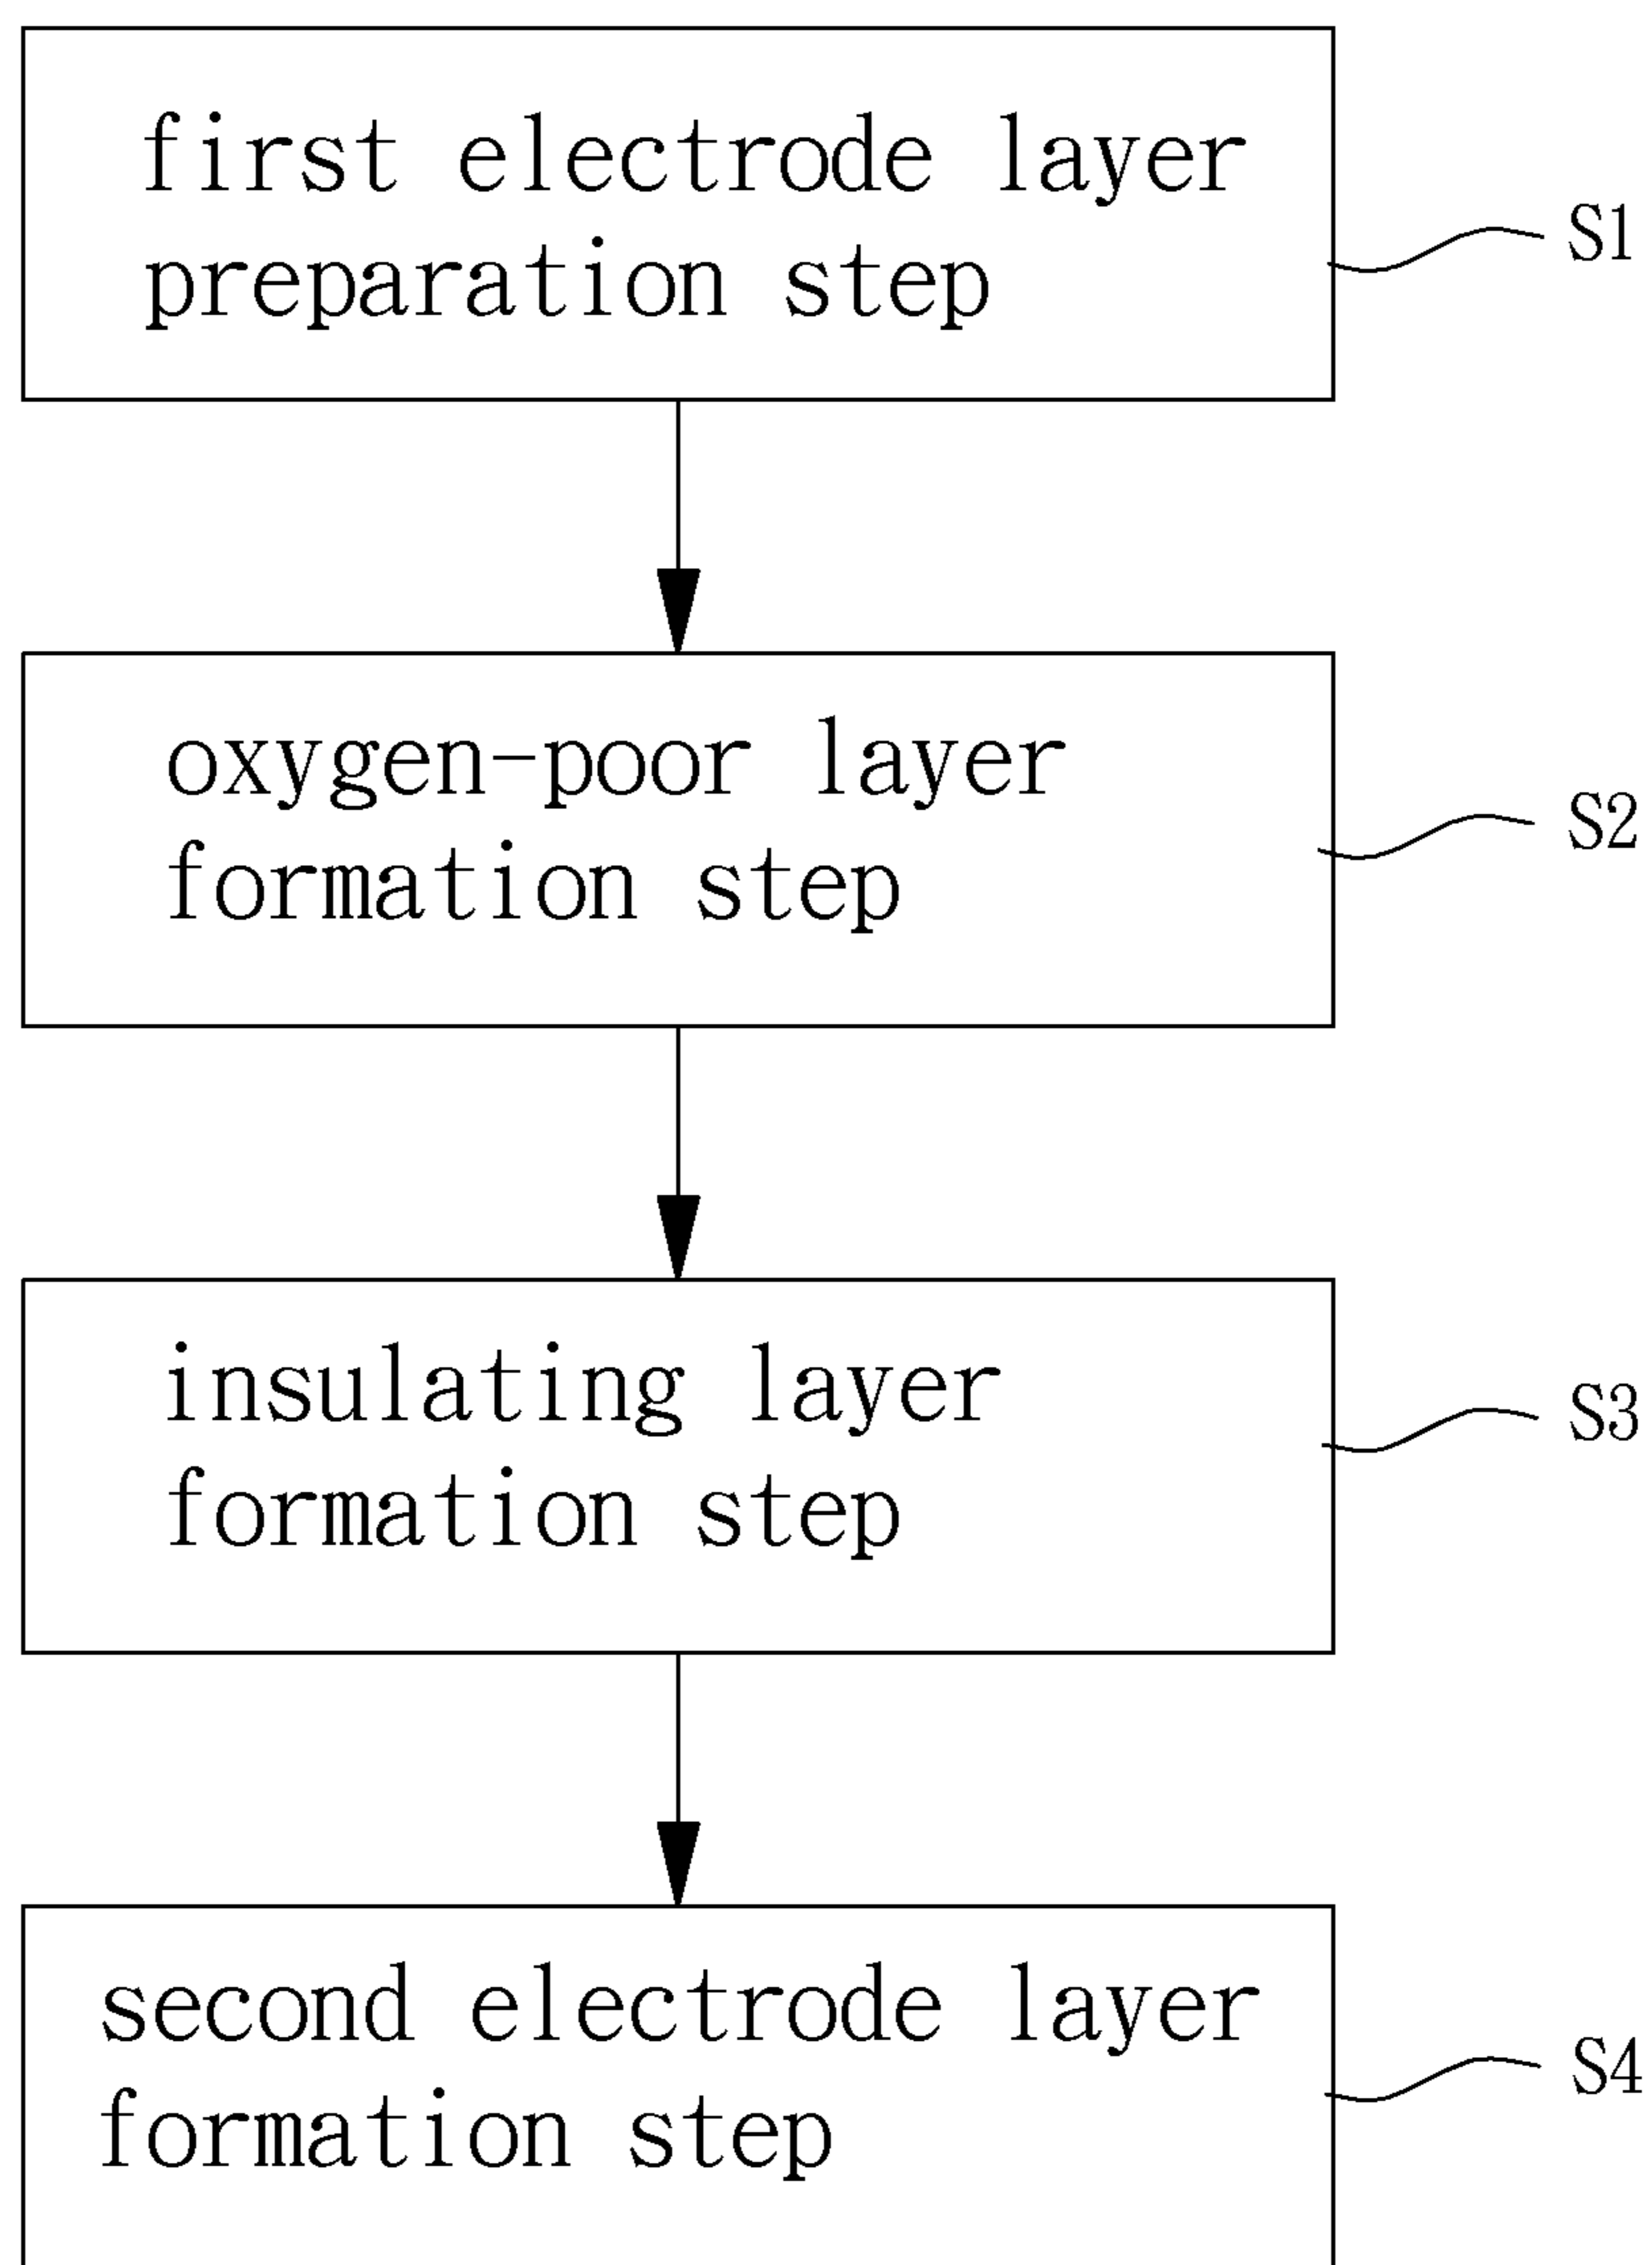 first electrode layer
preparation step
S1
oxygen-poor layer
formation step
S2
insulating layer
formation step
S3
second electrode layer
formation step
S4